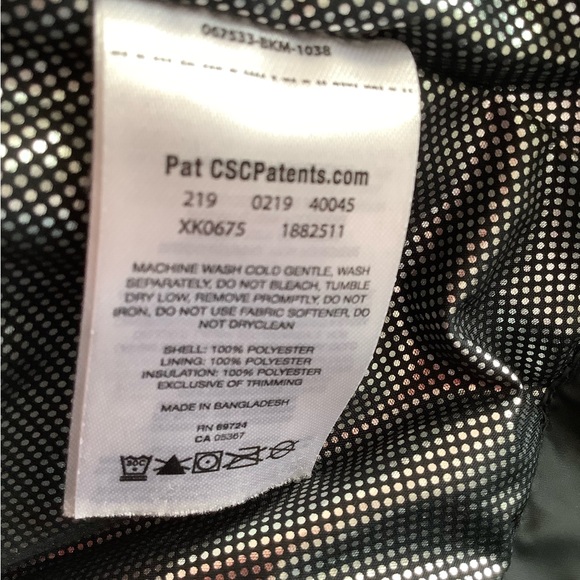 067533-BKM-1038
Pat CSCPatents.com
219 0219 40045
XK0675 1882511
MACHINE WASH COLD GENTLE, WASH
SEPARATELY, DO NOT BLEACH, TUMBLE
DRY LOW, REMOVE PROMPTLY, DO NOT
IRON, DO NOT USE FABRIC SOFTENER, DO
NOT DRYCLEAN
SHELL: 100% POLYESTER
LINING: 100% POLYESTER
INSULATION: 100% POLYESTER
EXCLUSIVE OF TRIMMING
MADE IN BANGLADESH
RN 69724
CA 05367